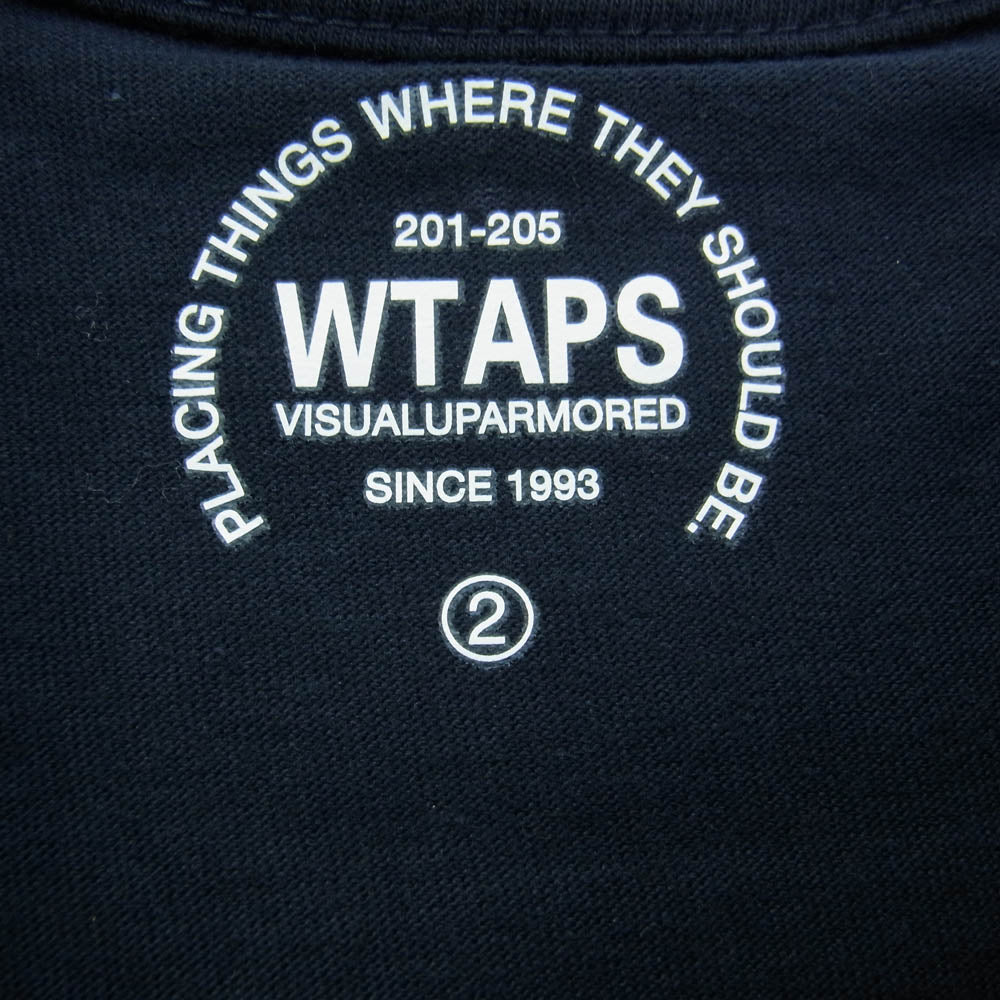 PLACING THINGS WHERE THEY SHOULD BE.
201-205
WTAPS
VISUALUPARMORED
SINCE 1993
2